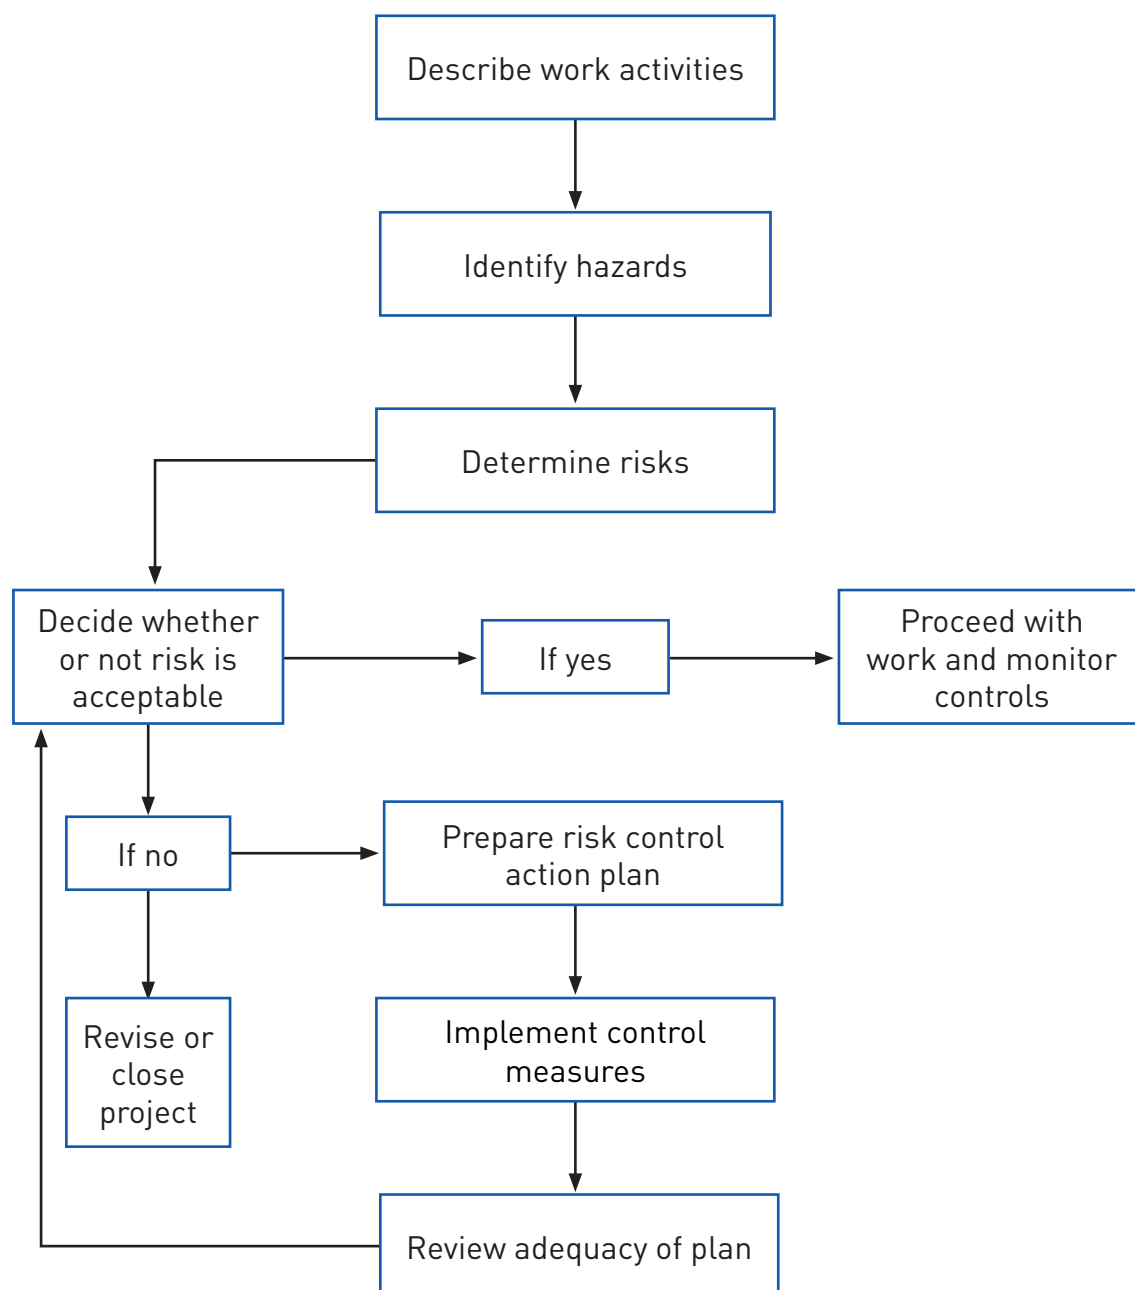 Describe work activities
Identify hazards
Determine risks
Decide whether
or not risk is
acceptable
If yes
Proceed with
work and monitor
controls
If no
Prepare risk control
action plan
Revise or
close
project
Implement control
measures
Review adequacy of plan